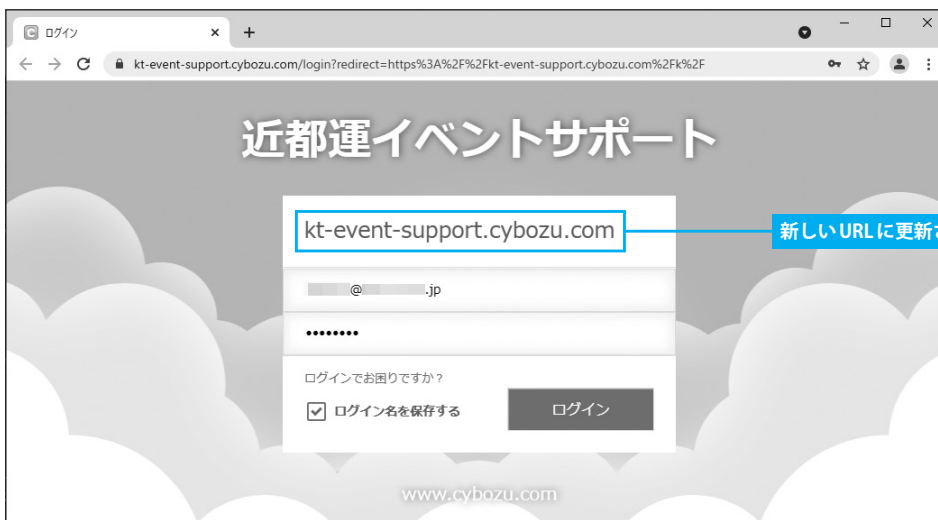 ログイン
kt-event-support.cybozu.com/login?redirect=https%3A%2F%2Fkt-event-support.cybozu.com%2Fk%2F
近都運イベントサポート
kt-event-support.cybozu.com
新しいURLに更新
@ .jp
ログインでお困りですか?
ログイン名を保存する
ログイン
www.cybozu.com